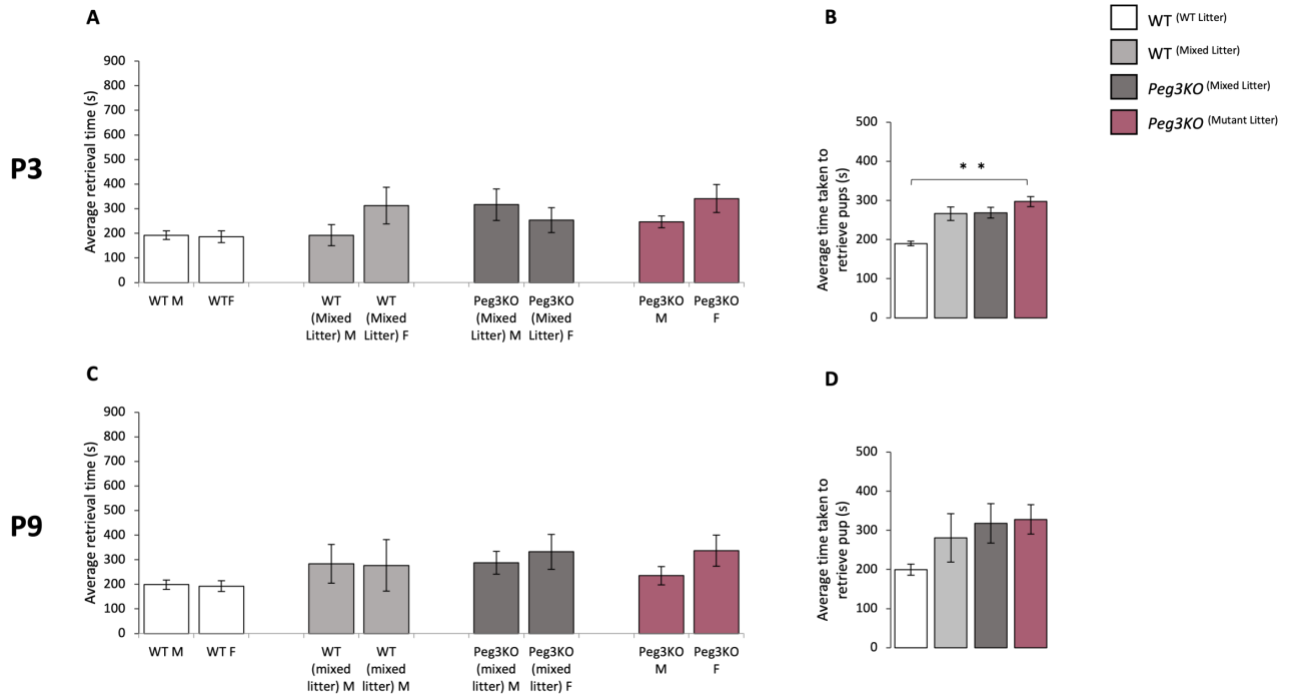 A
B
WT (WT Litter)
WT (Mixed Litter)
Peg3KO (Mixed Litter)
Peg3KO (Mutant Litter)
P3
Average retrieval time (s)
900
800
700
600
500
400
300
200
100
0
WT M
WTF
WT
(Mixed
Litter) M
WT
(Mixed
Litter) F
Peg3KO
(Mixed
Litter) M
Peg3KO
(Mixed
Litter) F
Peg3KO
M
Peg3KO
F
Average time taken to
retrieve pups (s)
500
400
300
200
100
0
* *
C
D
P9
Average retrieval time (s)
900
800
700
600
500
400
300
200
100
0
WT M
WT F
WT
(mixed
litter) M
WT
(mixed
litter) M
Peg3KO
(mixed
litter) M
Peg3KO
(mixed
litter) F
Peg3KO
M
Peg3KO
F
Average time taken to
retrieve pup (s)
500
400
300
200
100
0